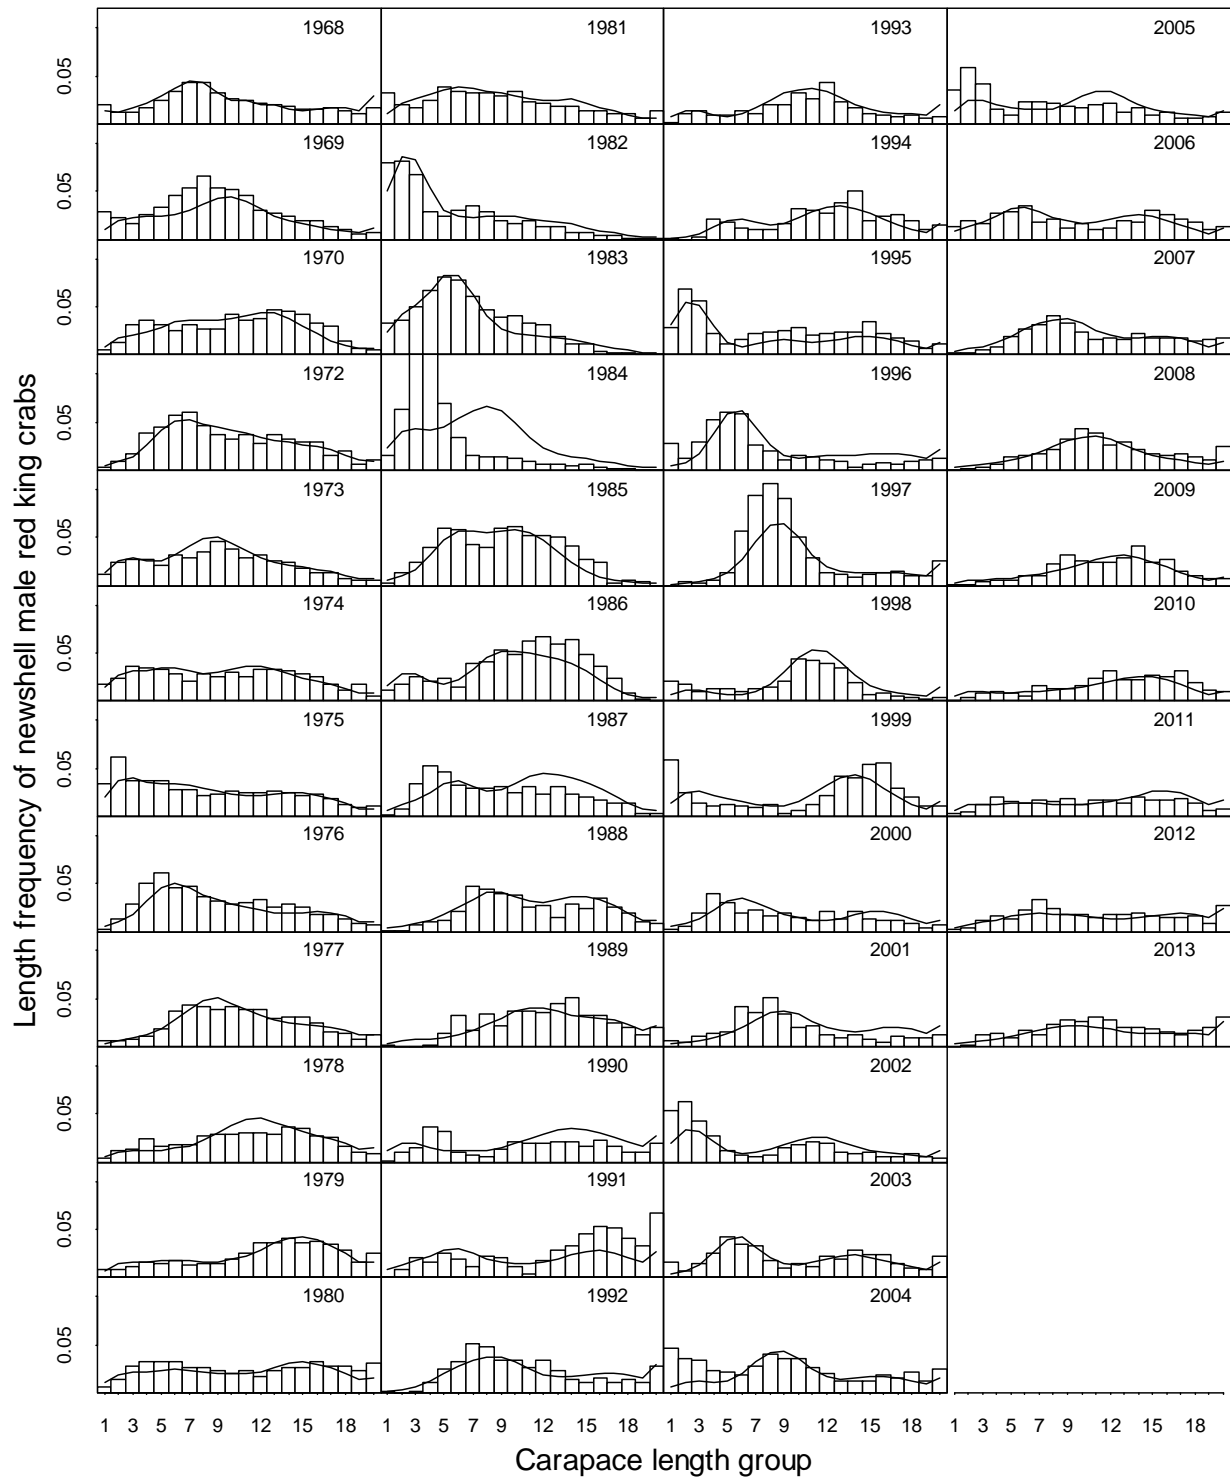 Length frequency of newshell male red king crabs
1968 1981 1993 2005
0.05
1969 1982 1994 2006
0.05
1970 1983 1995 2007
0.05
1972 1984 1996 2008
0.05
1973 1985 1997 2009
0.05
1974 1986 1998 2010
0.05
1975 1987 1999 2011
0.05
1976 1988 2000 2012
0.05
1977 1989 2001 2013
0.05
1978 1990 2002
0.05
1979 1991 2003
0.05
1980 1992 2004
0.05
1 3 5 7 9 12 15 18 1 3 5 7 9 12 15 18 1 3 5 7 9 12 15 18 1 3 5 7 9 12 15 18
Carapace length group